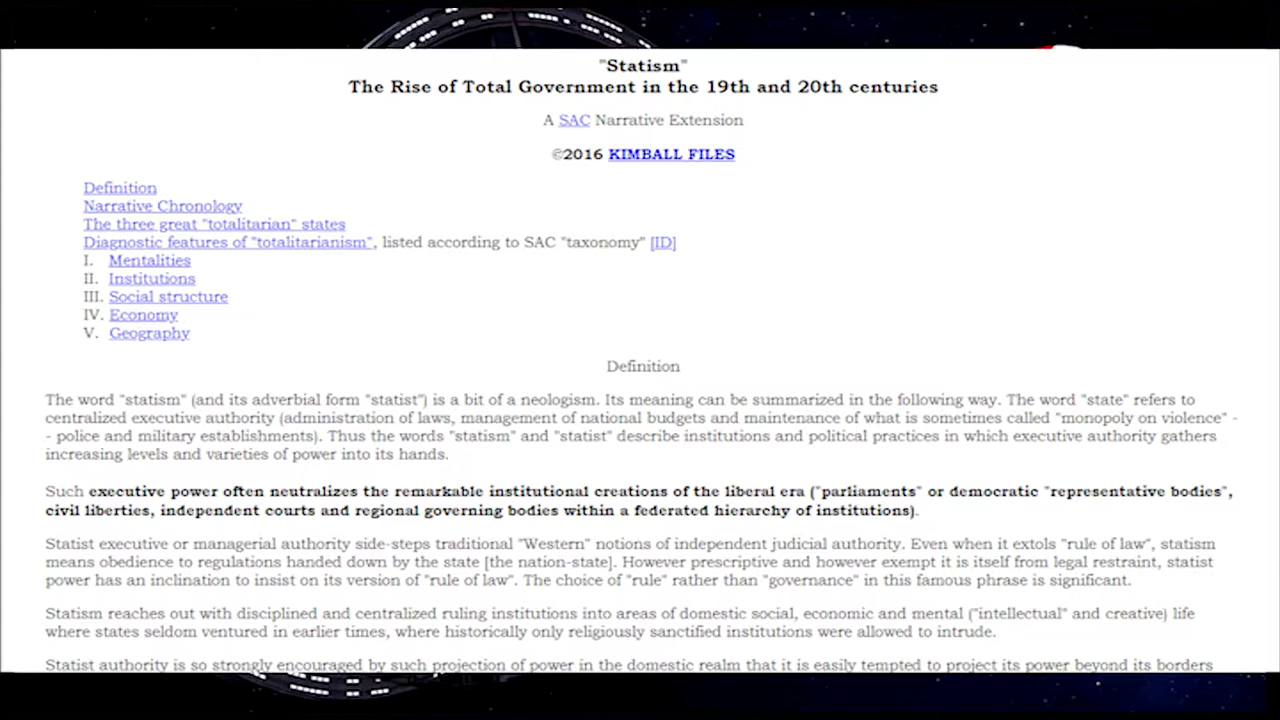 "Statism"
The Rise of Total Government in the 19th and 20th centuries
A SAC Narrative Extension
©2016 KIMBALL FILES
Definition
Narrative Chronology
The three great "totalitarian" states
Diagnostic features of "totalitarianism", listed according to SAC "taxonomy" [ID]
I. Mentalities
II. Institutions
III. Social structure
IV. Economy
V. Geography
Definition
The word "statism" (and its adverbial form "statist") is a bit of a neologism. Its meaning can be summarized in the following way. The word "state" refers to
centralized executive authority (administration of laws, management of national budgets and maintenance of what is sometimes called "monopoly on violence" -
- police and military establishments). Thus the words "statism" and "statist" describe institutions and political practices in which executive authority gathers
increasing levels and varieties of power into its hands.
Such executive power often neutralizes the remarkable institutional creations of the liberal era ("parliaments" or democratic "representative bodies",
civil liberties, independent courts and regional governing bodies within a federated hierarchy of institutions).
Statist executive or managerial authority side-steps traditional "Western" notions of independent judicial authority. Even when it extols "rule of law", statism
means obedience to regulations handed down by the state [the nation-state]. However prescriptive and however exempt it is itself from legal restraint, statist
power has an inclination to insist on its version of "rule of law". The choice of "rule" rather than "governance" in this famous phrase is significant.
Statism reaches out with disciplined and centralized ruling institutions into areas of domestic social, economic and mental ("intellectual" and creative) life
where states seldom ventured in earlier times, where historically only religiously sanctified institutions were allowed to intrude.
Statist authority is so strongly encouraged by such projection of power in the domestic realm that it is easily tempted to project its power beyond its borders